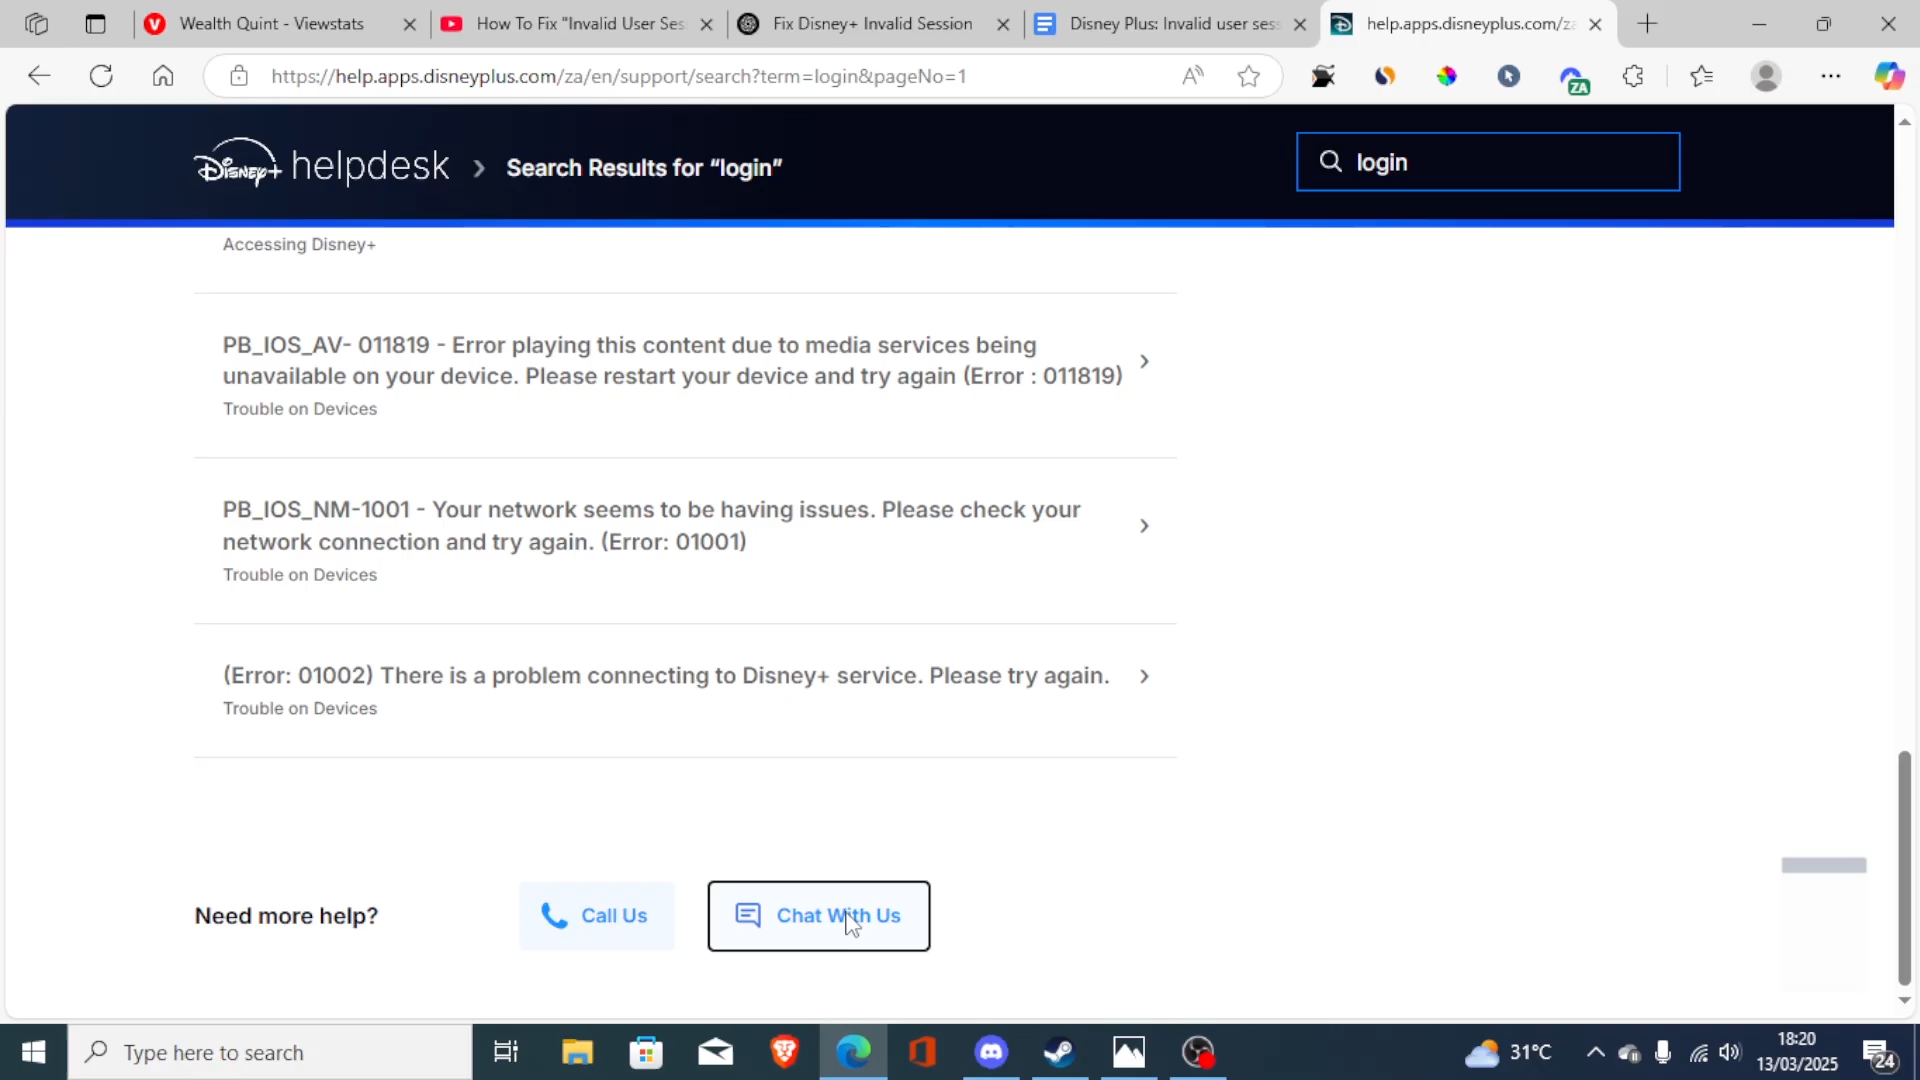 Wealth Quint - Viewstats
How To Fix "Invalid User Ses
Fix Disney+ Invalid Session
Disney Plus: Invalid user sess
help.apps.disneyplus.com/za
https://help.apps.disneyplus.com/za/en/support/search?term=login&pageNo=1
ZA
Disney+ helpdesk
Search Results for “login”
login
Accessing Disney+
PB_IOS_AV- 011819 - Error playing this content due to media services being
unavailable on your device. Please restart your device and try again (Error : 011819)
Trouble on Devices
PB_IOS_NM-1001 - Your network seems to be having issues. Please check your
network connection and try again. (Error: 01001)
Trouble on Devices
(Error: 01002) There is a problem connecting to Disney+ service. Please try again.
Trouble on Devices
Need more help?
Call Us
Chat With Us
Type here to search
31°C
18:20
13/03/2025
24